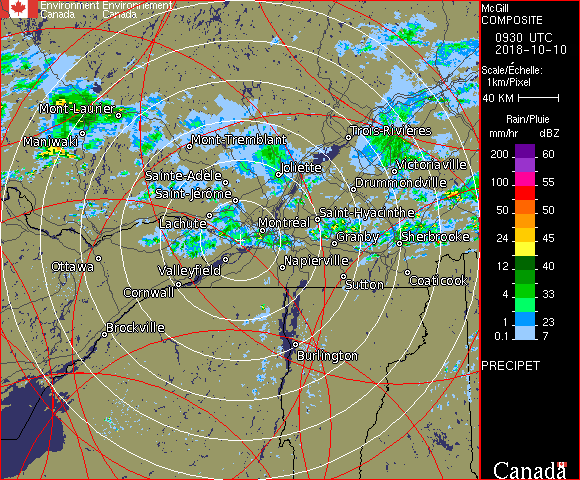 Environment Environnement
Canada Canada
McGill
COMPOSITE
0930 UTC
2018-10-10
Scale/Échelle:
1km/Pixel
40 KM
Rain/Pluie
mm/hr dBZ
200 60
100 55
50 50
24 45
12 40
4 33
2 28
1 23
0.1 7
PRECIPET
Canada
Mont-Laurier
Maniwaki
Mont-Tremblant
Trois-Rivières
Sainte-Adèle
Joliette
Victoriaville
Saint-Jérôme
Drummondville
Lachute
Montréal
Saint-Hyacinthe
Granby
Sherbrooke
Ottawa
Valleyfield
Napierville
Cornwall
Sutton
Coaticook
Brockville
Burlington